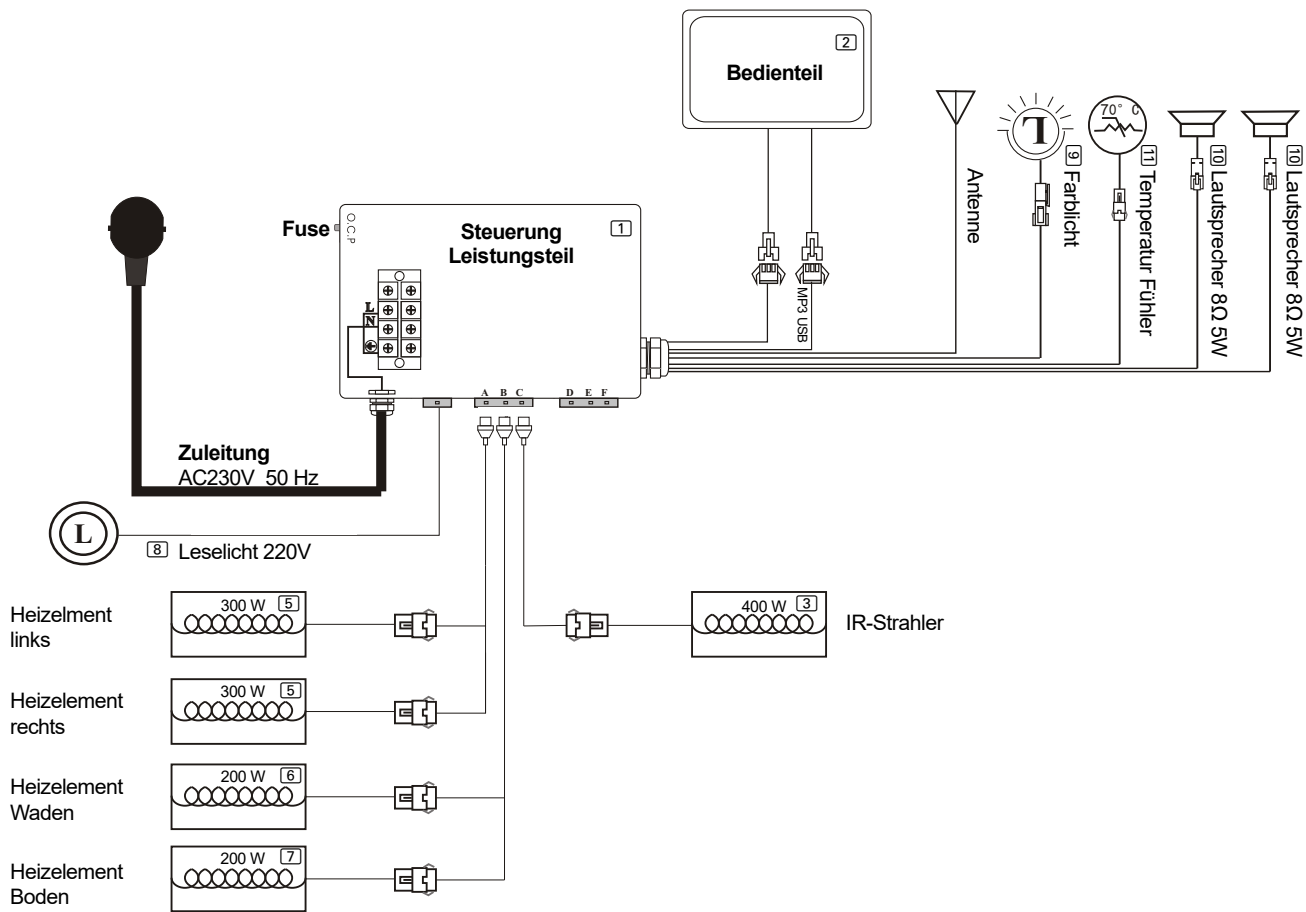 2
Bedienteil
70° C
9 Farblicht
11 Temperatur Fühler
10 Lautsprecher 8Ω 5W
10 Lautsprecher 8Ω 5W
Antenne
Fuse
O.C.P
Steuerung
Leistungsteil
1
MP3 USB
L
N
A B C
D E F
Zuleitung
AC230V 50 Hz
L
8 Leselicht 220V
Heizelment
links
300 W 5
400 W 3
IR-Strahler
Heizelement
rechts
300 W 5
Heizelement
Waden
200 W 6
Heizelement
Boden
200 W 7
L